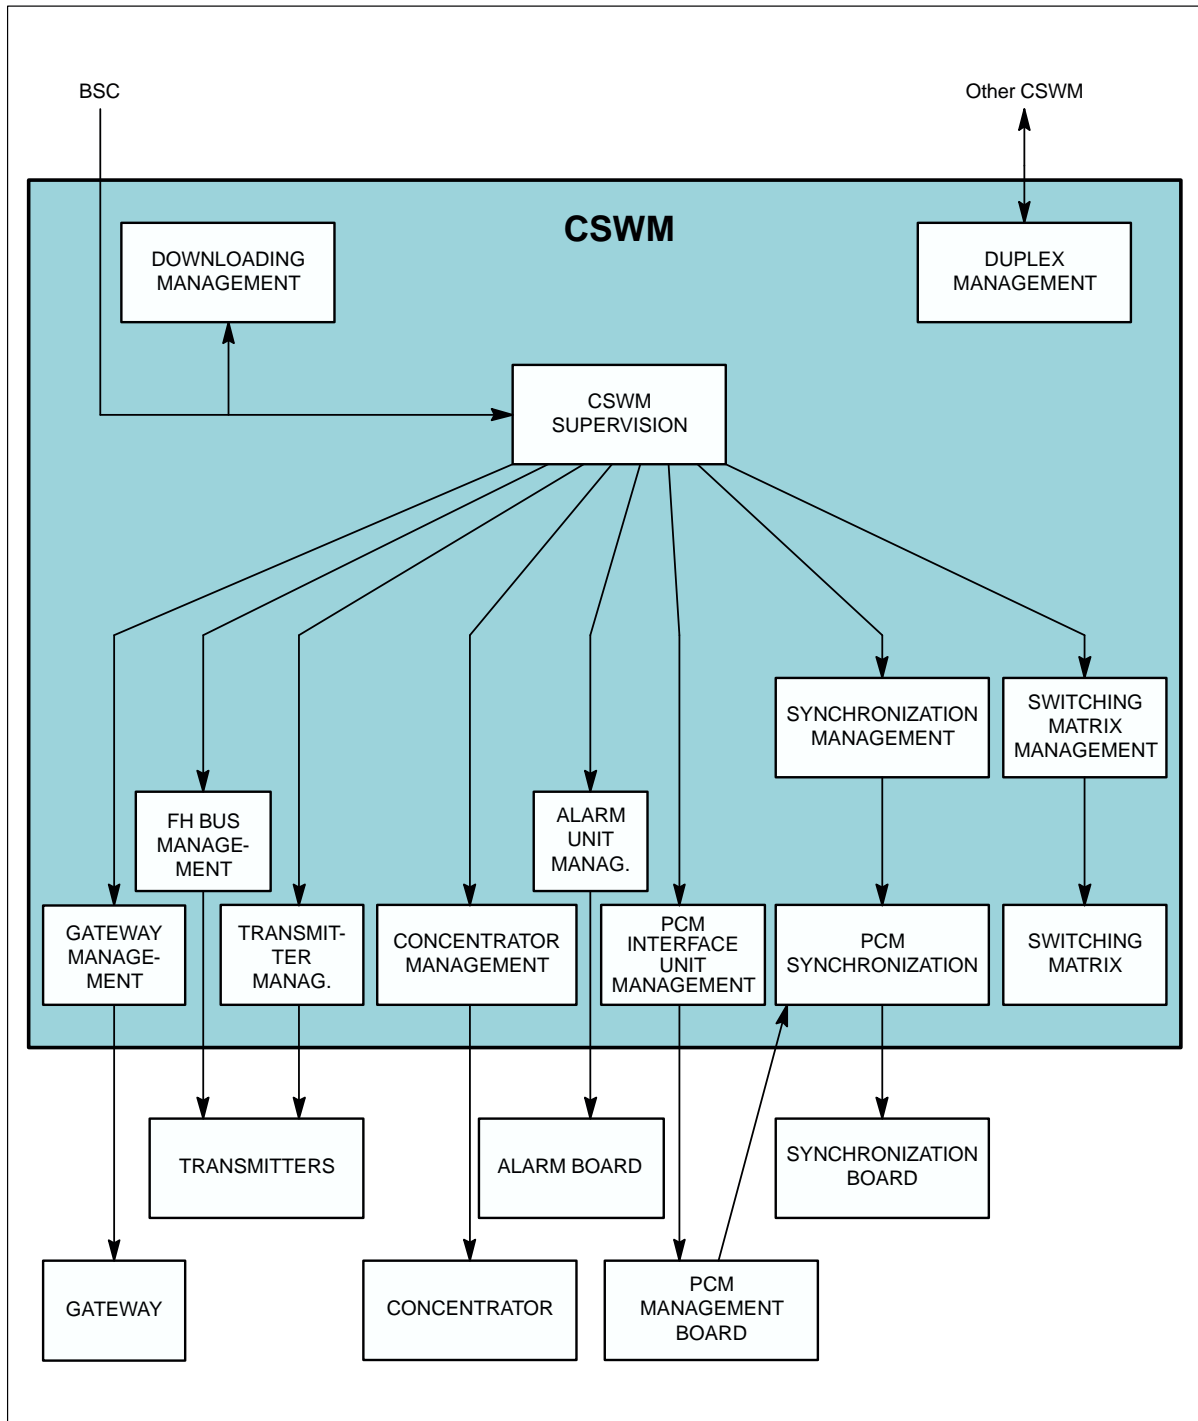 BSC
Other CSWM
CSWM
DOWNLOADING
MANAGEMENT
DUPLEX
MANAGEMENT
CSWM
SUPERVISION
SYNCHRONIZATION
MANAGEMENT
SWITCHING
MATRIX
MANAGEMENT
FH BUS
MANAGE-
MENT
ALARM
UNIT
MANAG.
GATEWAY
MANAGE-
MENT
TRANSMIT-
TER
MANAG.
CONCENTRATOR
MANAGEMENT
PCM
INTERFACE
UNIT
MANAGEMENT
PCM
SYNCHRONIZATION
SWITCHING
MATRIX
TRANSMITTERS
ALARM BOARD
SYNCHRONIZATION
BOARD
GATEWAY
CONCENTRATOR
PCM
MANAGEMENT
BOARD